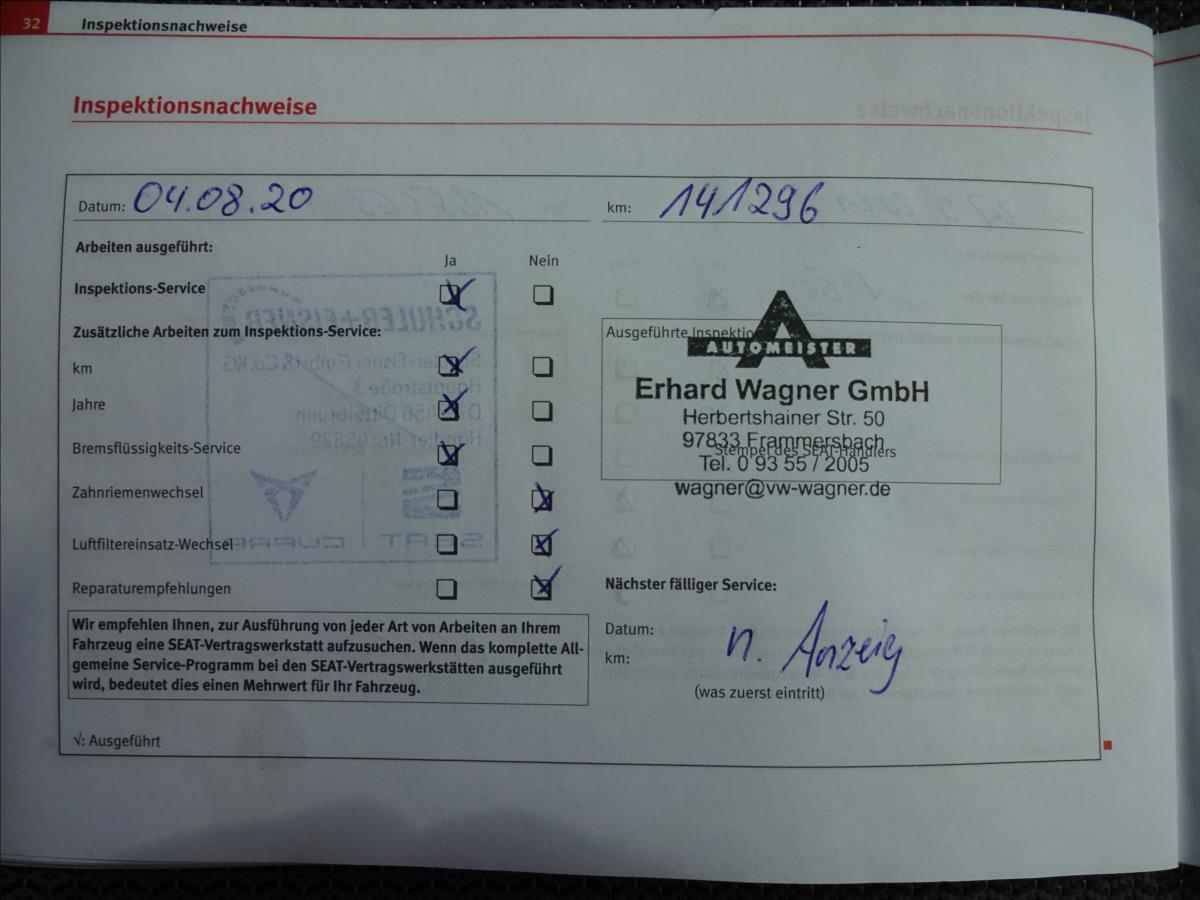 32 Inspektionsnachweise
Inspektionsnachweise
Datum: 04.08.20 km: 141296
Arbeiten ausgeführt:
Ja Nein
Inspektions-Service
Zusätzliche Arbeiten zum Inspektions-Service:
km
Jahre
Bremsflüssigkeits-Service
Zahnriemenwechsel
Luftfiltereinsatz-Wechsel
Reparaturempfehlungen
Wir empfehlen Ihnen, zur Ausführung von jeder Art von Arbeiten an Ihrem
Fahrzeug eine SEAT-Vertragswerkstatt aufzusuchen. Wenn das komplette All-
gemeine Service-Programm bei den SEAT-Vertragswerkstätten ausgeführt
wird, bedeutet dies einen Mehrwert für Ihr Fahrzeug.
√: Ausgeführt
Ausgeführte Inspektio
AUTOMEISTER
Erhard Wagner GmbH
Herbertshainer Str. 50
97833 Frammersbach
Stempel des SEAT-Händlers
Tel. 0 93 55 / 2005
wagner@vw-wagner.de
Nächster fälliger Service:
Datum:
km: n. Anzeig
(was zuerst eintritt)